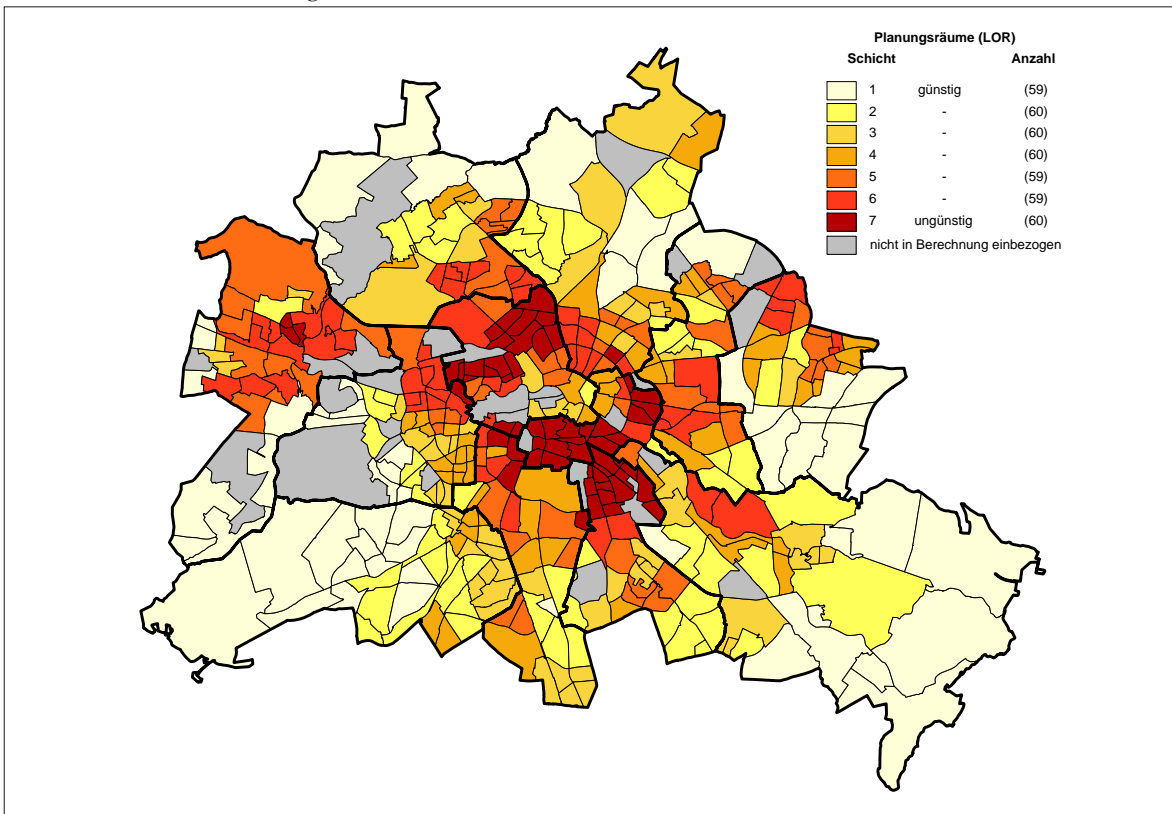 Planungsräume (LOR)
Schicht Anzahl
1 günstig (59)
2 - (60)
3 - (60)
4 - (60)
5 - (59)
6 - (59)
7 ungünstig (60)
nicht in Berechnung einbezogen